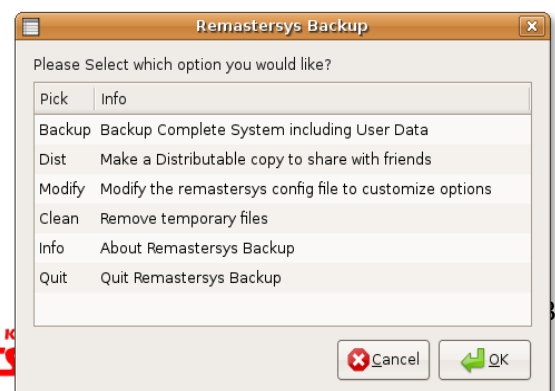 Remastersys Backup
Please Select which option you would like?
Pick Info
Backup Backup Complete System including User Data
Dist Make a Distributable copy to share with friends
Modify Modify the remastersys config file to customize options
Clean Remove temporary files
Info About Remastersys Backup
Quit Quit Remastersys Backup
Cancel OK